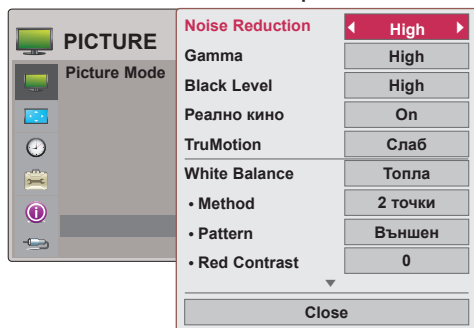 PICTURE
Picture Mode
Noise Reduction High
Gamma High
Black Level High
Реално кино On
TruMotion Слаб
White Balance Топла
• Method 2 точки
• Pattern Външен
• Red Contrast 0
Close